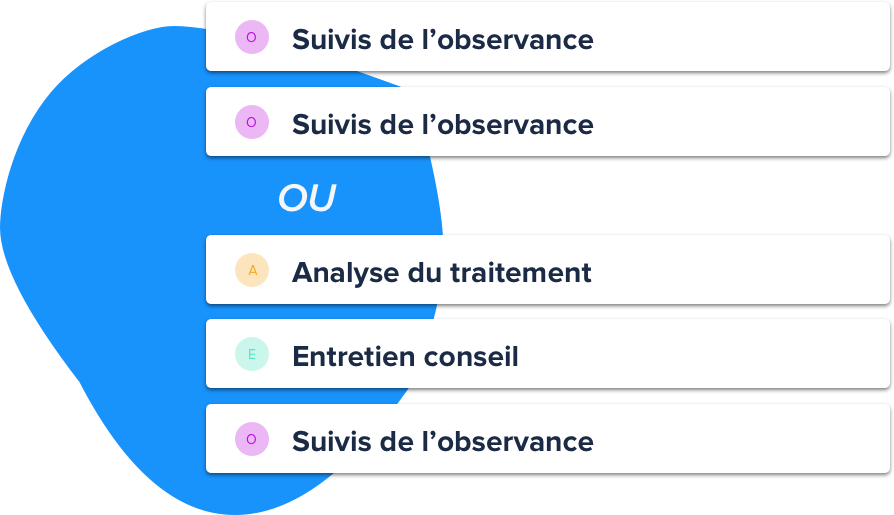 O Suivis de l’observance
O Suivis de l’observance
OU
A Analyse du traitement
E Entretien conseil
O Suivis de l’observance